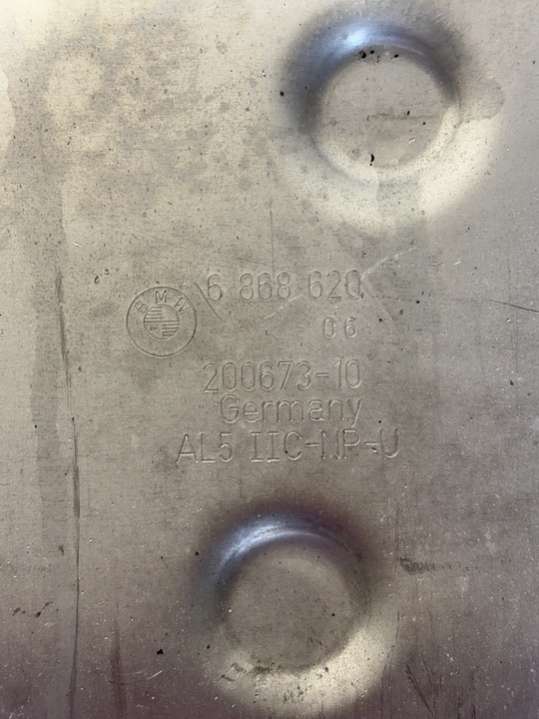 BMW 6 868 620
06
200673-10
Germany
AL5 IIC-NP-U